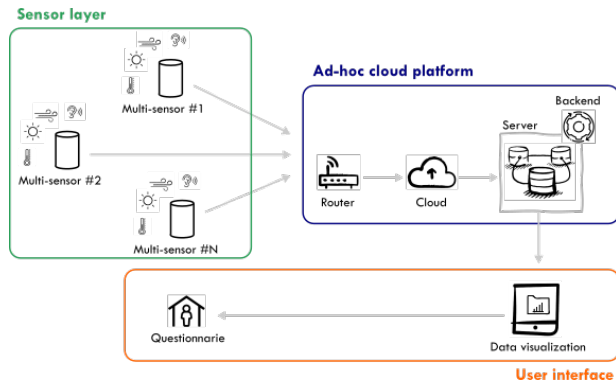 Sensor layer
Multi-sensor #1
Multi-sensor #2
Multi-sensor #N
Ad-hoc cloud platform
Backend
Server
Router
Cloud
Questionnarie
Data visualization
User interface